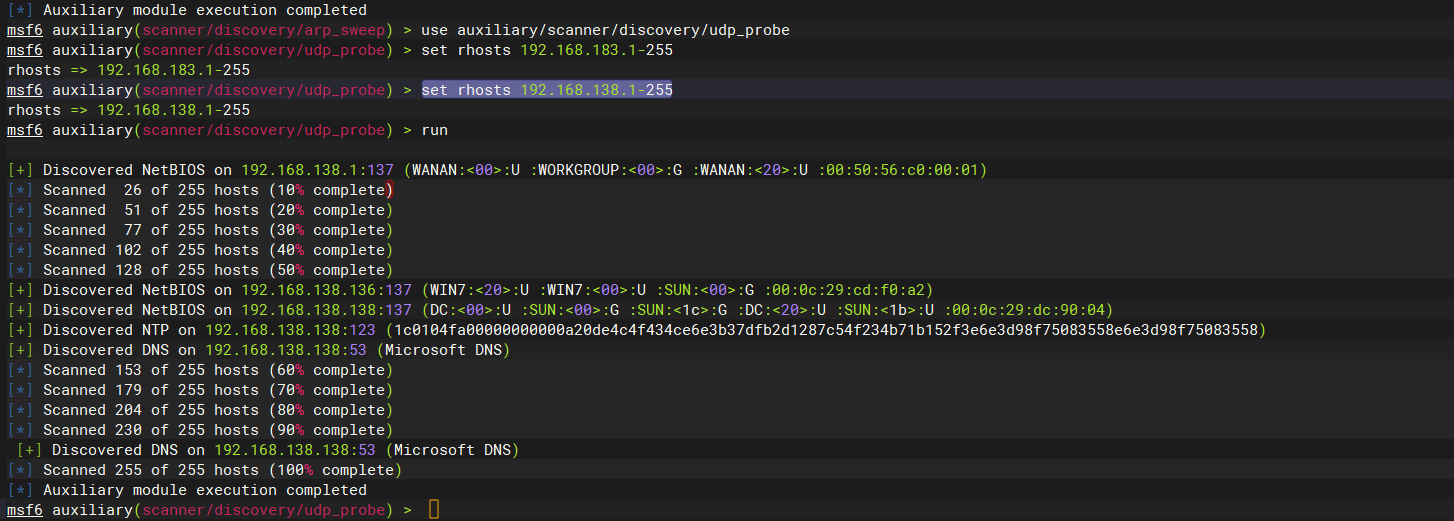 [*] Auxiliary module execution completed
msf6 auxiliary(scanner/discovery/arp_sweep) > use auxiliary/scanner/discovery/udp_probe
msf6 auxiliary(scanner/discovery/udp_probe) > set rhosts 192.168.183.1-255
rhosts => 192.168.183.1-255
msf6 auxiliary(scanner/discovery/udp_probe) > set rhosts 192.168.138.1-255
rhosts => 192.168.138.1-255
msf6 auxiliary(scanner/discovery/udp_probe) > run
[+] Discovered NetBIOS on 192.168.138.1:137 (WANAN:<00>:U :WORKGROUP:<00>:G :WANAN:<20>:U :00:50:56:c0:00:01)
[*] Scanned  26 of 255 hosts (10% complete)
[*] Scanned  51 of 255 hosts (20% complete)
[*] Scanned  77 of 255 hosts (30% complete)
[*] Scanned 102 of 255 hosts (40% complete)
[*] Scanned 128 of 255 hosts (50% complete)
[+] Discovered NetBIOS on 192.168.138.136:137 (WIN7:<20>:U :WIN7:<00>:U :SUN:<00>:G :00:0c:29:cd:f0:a2)
[+] Discovered NetBIOS on 192.168.138.138:137 (DC:<00>:U :SUN:<00>:G :SUN:<1c>:G :DC:<20>:U :SUN:<1b>:U :00:0c:29:dc:90:04)
[+] Discovered NTP on 192.168.138.138:123 (1c0104fa00000000000a20de4c4f434ce6e3b37dfb2d1287c54f234b71b152f3e6e3d98f75083558e6e3d98f75083558)
[+] Discovered DNS on 192.168.138.138:53 (Microsoft DNS)
[*] Scanned 153 of 255 hosts (60% complete)
[*] Scanned 179 of 255 hosts (70% complete)
[*] Scanned 204 of 255 hosts (80% complete)
[*] Scanned 230 of 255 hosts (90% complete)
[+] Discovered DNS on 192.168.138.138:53 (Microsoft DNS)
[*] Scanned 255 of 255 hosts (100% complete)
[*] Auxiliary module execution completed
msf6 auxiliary(scanner/discovery/udp_probe) >